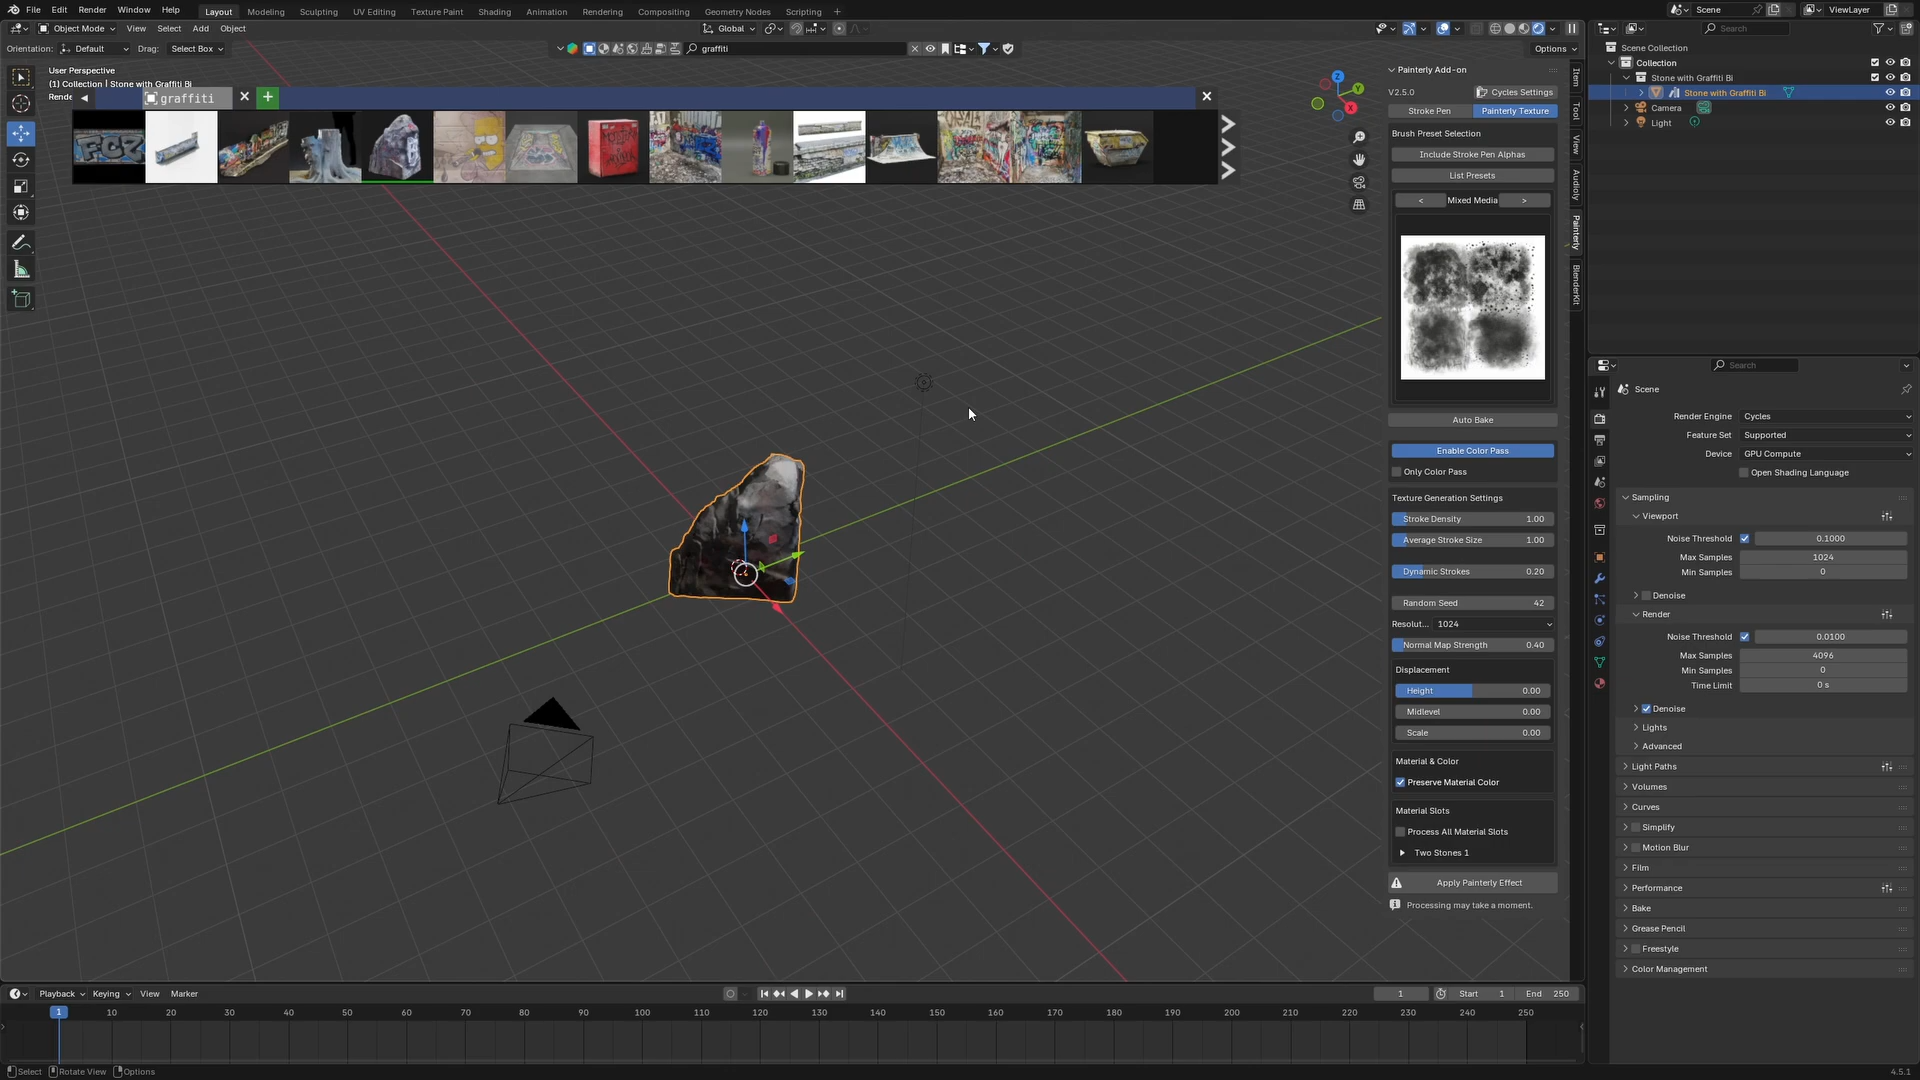 File Edit Render Window Help Layout Modeling Sculpting UV Editing Texture Paint Shading Animation Rendering Compositing Geometry Nodes Scripting + Scene ViewLayer
Object Mode View Select Add Object Global Search
Orientation: Default Drag: Select Box graffiti Options
Scene Collection
Collection
Stone with Graffiti Bi
Stone with Graffiti Bi
Camera
Light
User Perspective
(1) Collection | Stone with Graffiti Bi
Rende
graffiti
FCZ
Painterly Add-on
V2.5.0 Cycles Settings
Stroke Pen Painterly Texture
Brush Preset Selection
Include Stroke Pen Alphas
List Presets
< Mixed Media >
Auto Bake
Enable Color Pass
Only Color Pass
Texture Generation Settings
Stroke Density 1.00
Average Stroke Size 1.00
Dynamic Strokes 0.20
Random Seed 42
Resolut... 1024
Normal Map Strength 0.40
Displacement
Height 0.00
Midlevel 0.00
Scale 0.00
Material & Color
Preserve Material Color
Material Slots
Process All Material Slots
Two Stones 1
Apply Painterly Effect
Processing may take a moment.
Item
Tool
View
Audioly
Painterly
BlenderKit
Search
Scene
Render Engine Cycles
Feature Set Supported
Device GPU Compute
Open Shading Language
Sampling
Viewport
Noise Threshold 0.1000
Max Samples 1024
Min Samples 0
Denoise
Render
Noise Threshold 0.0100
Max Samples 4096
Min Samples 0
Time Limit 0 s
Denoise
Lights
Advanced
Light Paths
Volumes
Curves
Simplify
Motion Blur
Film
Performance
Bake
Grease Pencil
Freestyle
Color Management
Playback Keying View Marker 1 Start 1 End 250
1 10 20 30 40 50 60 70 80 90 100 110 120 130 140 150 160 170 180 190 200 210 220 230 240 250
Select Rotate View Options 4.5.1